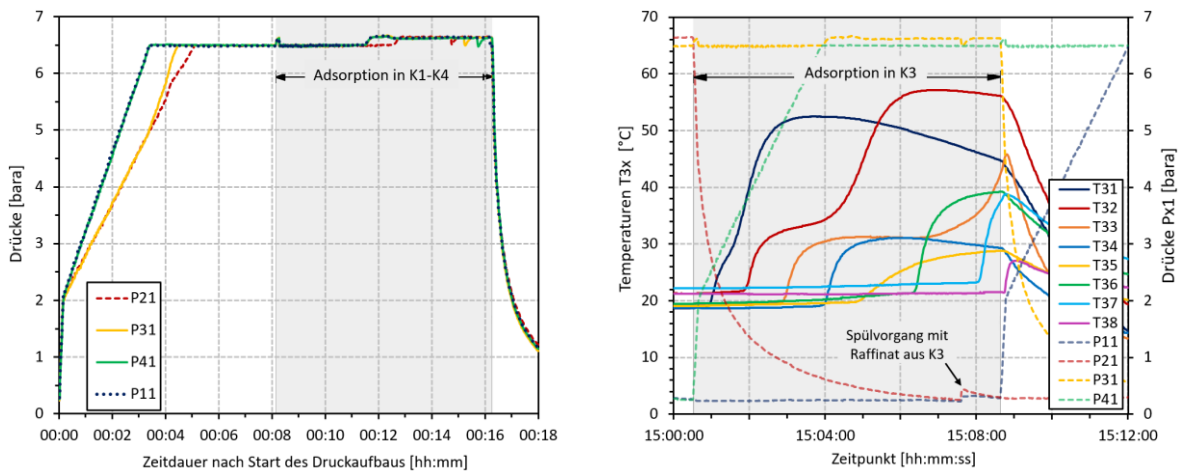 7
6
5
4
3
2
1
0
Drücke [bara]
Adsorption in K1-K4
P21
P31
P41
P11
00:00 00:02 00:04 00:06 00:08 00:10 00:12 00:14 00:16 00:18
Zeitdauer nach Start des Druckaufbaus [hh:mm]
70
60
50
40
30
20
10
0
Temperaturen T3x [°C]
Adsorption in K3
Spülvorgang mit
Raffinat aus K3
T31
T32
T33
T34
T35
T36
T37
T38
P11
P21
P31
P41
7
6
5
4
3
2
1
0
Drücke Px1 [bara]
15:00:00 15:04:00 15:08:00 15:12:00
Zeitpunkt [hh:mm:ss]